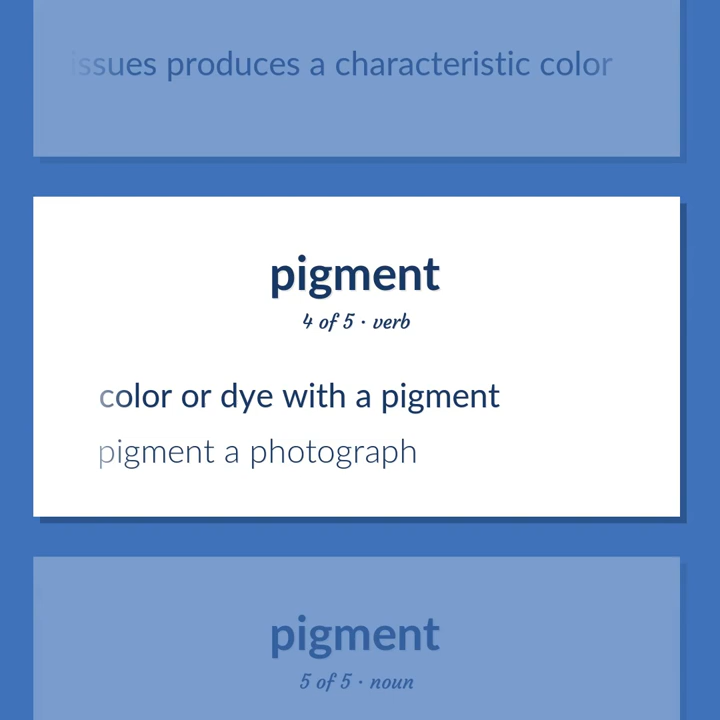 issues produces a characteristic color
pigment
4 of 5 · verb
color or dye with a pigment
pigment a photograph
pigment
5 of 5 · noun